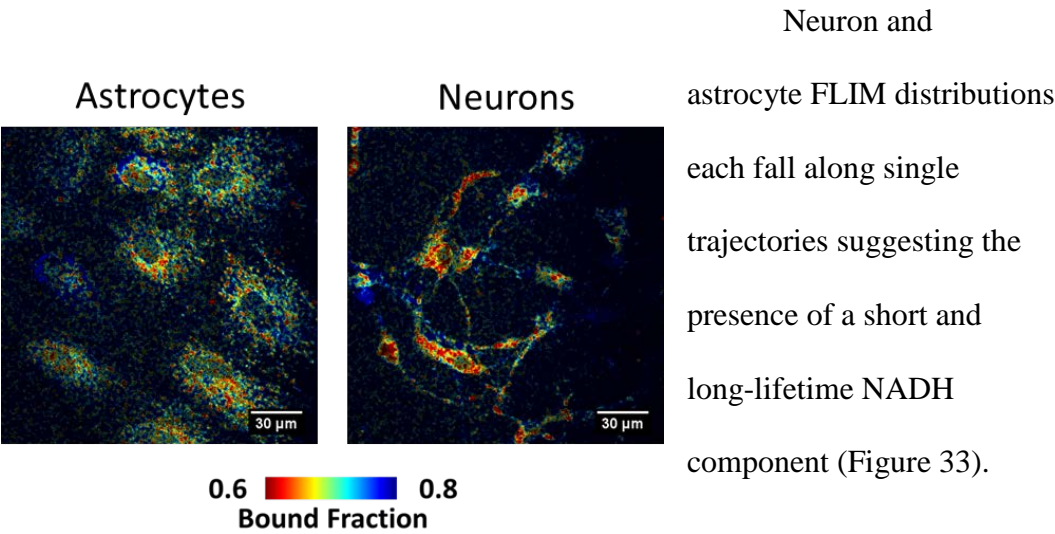 Neuron and
astrocyte FLIM distributions
each fall along single
trajectories suggesting the
presence of a short and
long-lifetime NADH
component (Figure 33).
Astrocytes
Neurons
30 µm
30 µm
0.6
0.8
Bound Fraction